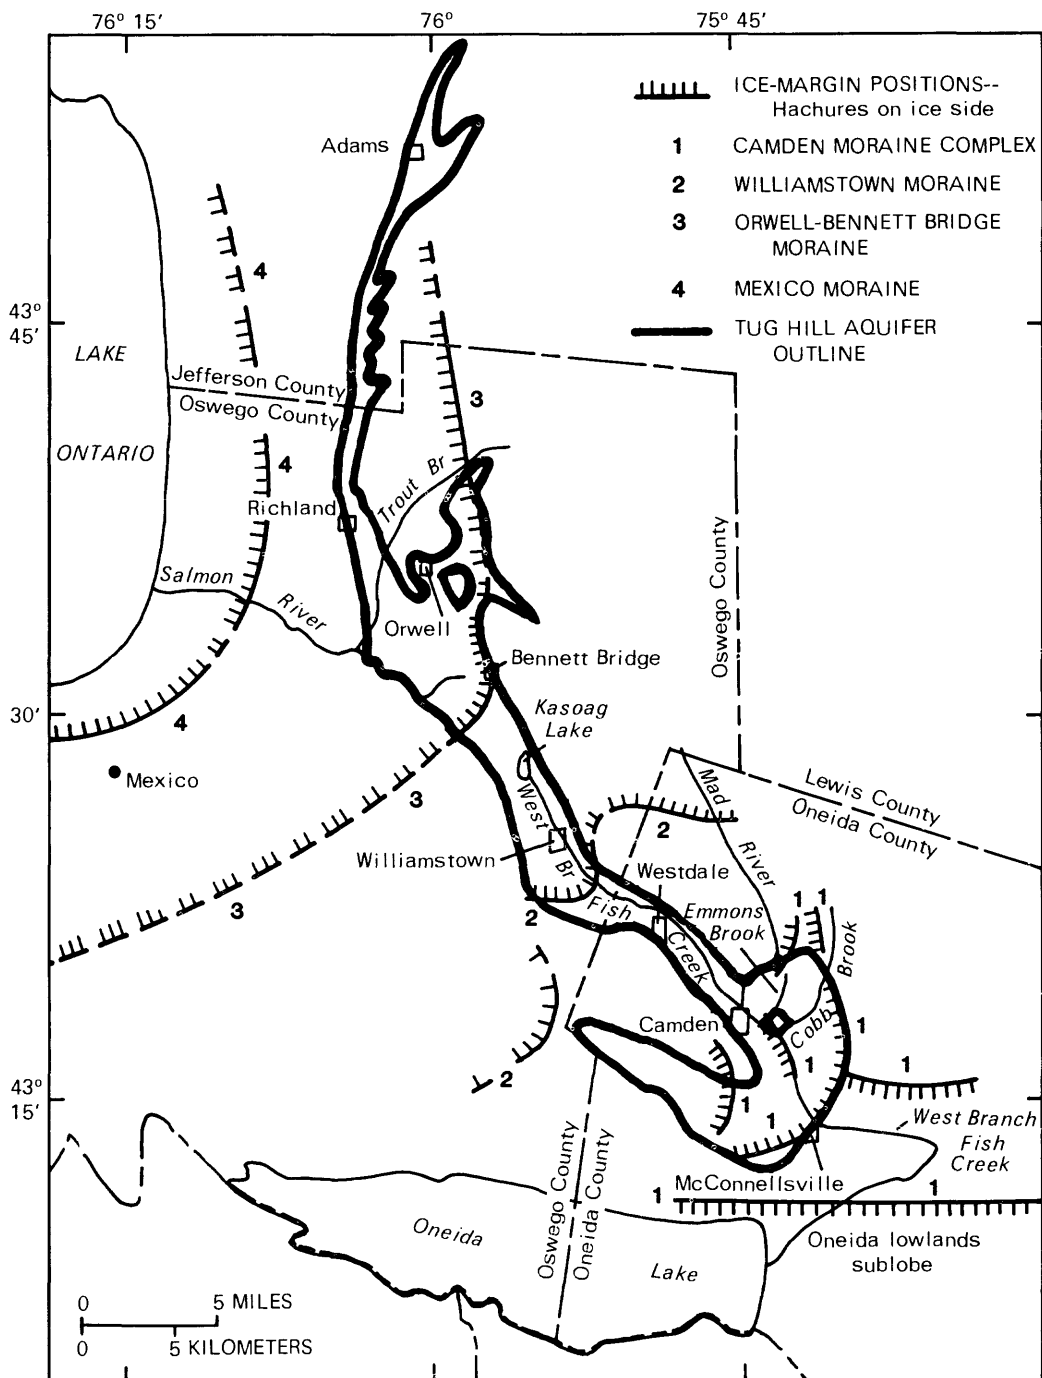 76° 15'
76°
75° 45'
ICE-MARGIN POSITIONS--
Hachures on ice side
1 CAMDEN MORAINE COMPLEX
2 WILLIAMSTOWN MORAINE
3 ORWELL-BENNETT BRIDGE
MORAINE
4 MEXICO MORAINE
TUG HILL AQUIFER
OUTLINE
Adams
4
43°
45'
LAKE
ONTARIO
Jefferson County
Oswego County
3
4
Trout Br
Richland
Salmon
River
Orwell
Oswego County
Bennett Bridge
30'
4
Kasoag
Lake
Mexico
3
West
Br
Mad
River
Lewis County
Oneida County
2
Williamstown
Westdale
3
2
Fish
Creek
Emmons
Brook
1
1
Brook
Cobb
Camden
1
1
1
2
43°
15'
1
1
West Branch
Fish
Creek
McConnellsville
1
1
Oneida lowlands
sublobe
Oswego County
Oneida County
Oneida
Lake
0 5 MILES
0 5 KILOMETERS